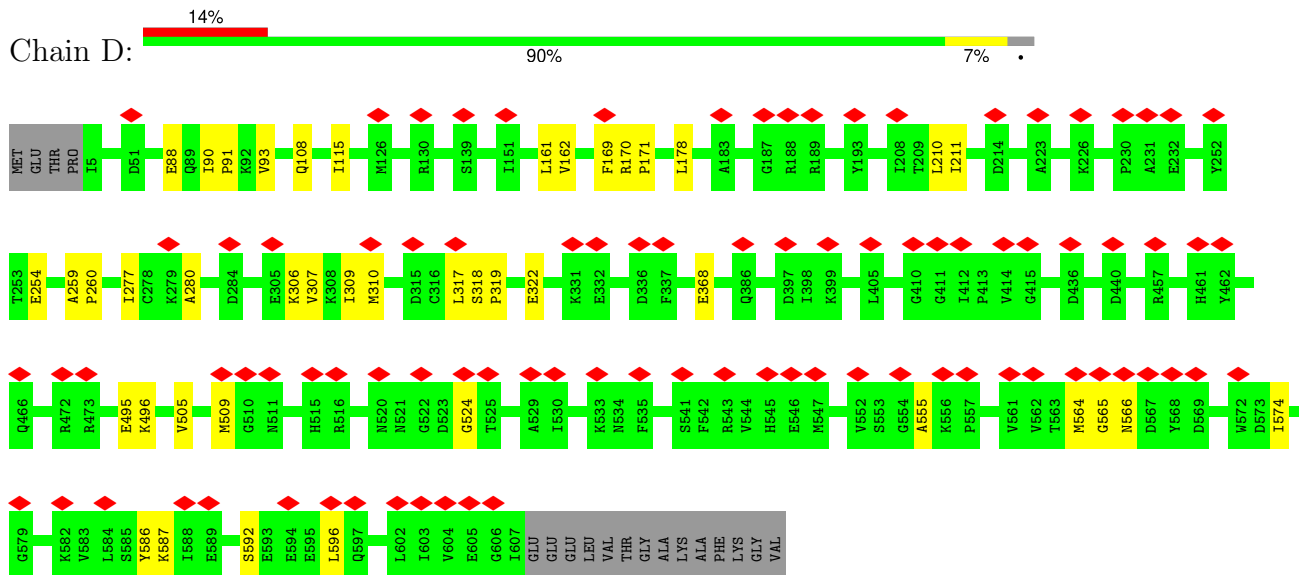 14%
Chain D:
90% 7% •
MET GLU THR PRO I5 D51 E88 Q89 I90 P91 K92 V93 Q108 I115 M126 R130 S139 I151 L161 V162 F169 R170 P171 L178 A183 G187 R188 R189 Y193 I208 T209 L210 I211 D214 A223 K226 P230 A231 E232 Y252
T253 E254 A259 P260 I277 C278 K279 A280 D284 E305 K306 V307 K308 I309 M310 D315 C316 L317 S318 P319 E322 K331 E332 D336 F337 E368 Q386 D397 I398 K399 L405 G410 G411 I412 P413 V414 G415 D436 D440 R457 H461 Y462
Q466 R472 R473 E495 K496 V505 M509 G510 N511 H515 R516 N520 N521 G522 D523 G524 T525 A529 I530 K533 N534 F535 S541 F542 R543 V544 H545 E546 M547 V552 S553 G554 A555 K556 P557 V561 V562 T563 M564 G565 N566 D567 Y568 D569 W572 D573 I574
G579 K582 V583 L584 S585 Y586 K587 I588 E589 S592 E593 E594 E595 L596 Q597 L602 I603 V604 E605 G606 I607 GLU GLU GLU LEU VAL THR GLY ALA LYS ALA PHE LYS GLY VAL